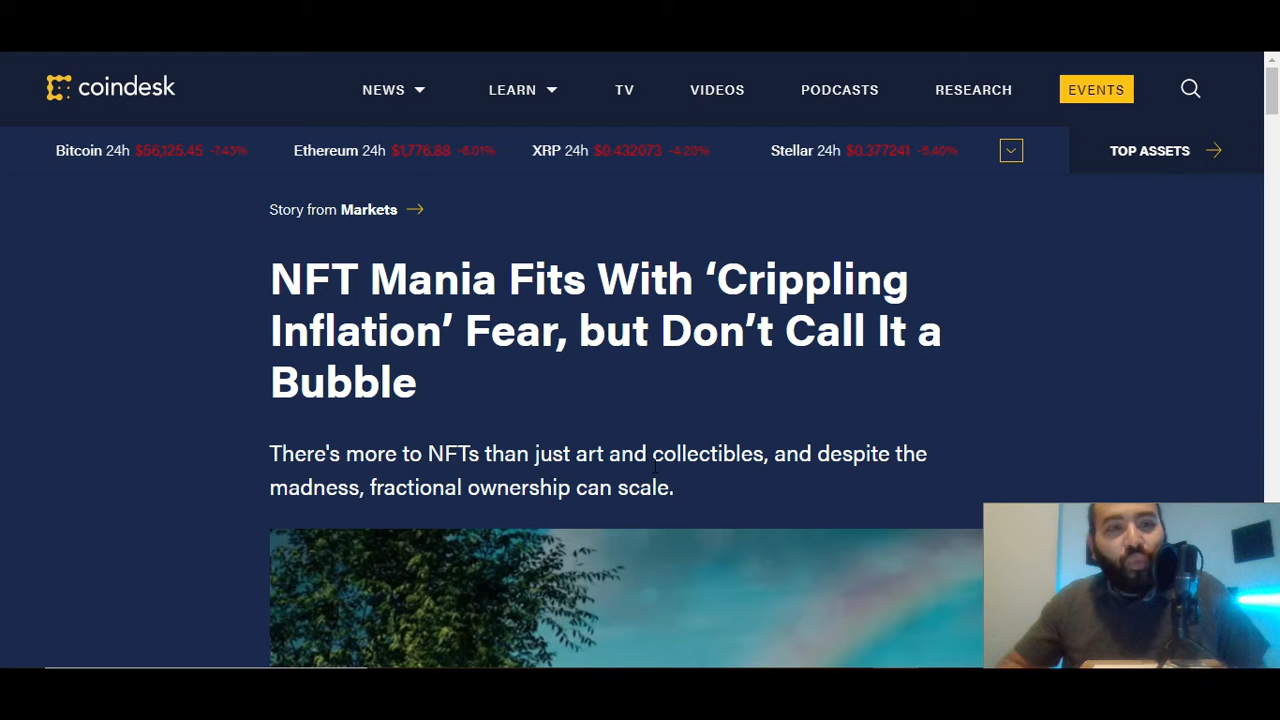 coindesk
NEWS LEARN TV VIDEOS PODCASTS RESEARCH EVENTS
Bitcoin 24h $56,125.45 -7.43% Ethereum 24h $1,776.88 -6.01% XRP 24h $0.432073 -4.20% Stellar 24h $0.377241 -6.40% TOP ASSETS
Story from Markets
NFT Mania Fits With ‘Crippling
Inflation’ Fear, but Don’t Call It a
Bubble
There's more to NFTs than just art and collectibles, and despite the
madness, fractional ownership can scale.